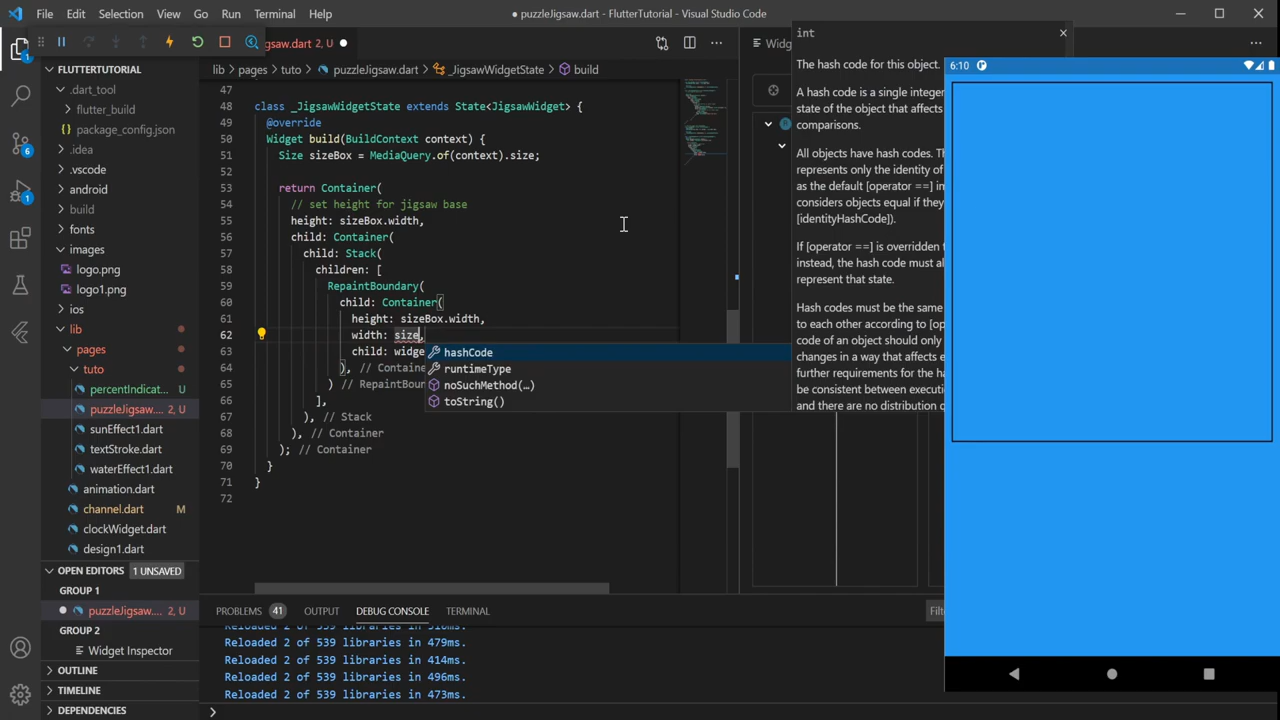 File Edit Selection View Go Run Terminal Help
● puzzleJigsaw.dart - FlutterTutorial - Visual Studio Code
igsaw.dart 2, U ●
Widg
lib > pages > tuto > puzzleJigsaw.dart > _JigsawWidgetState > build
FLUTTERTUTORIAL
.dart_tool
flutter_build
package_config.json
.idea
.vscode
android
build
fonts
images
logo.png
logo1.png
ios
lib
pages
tuto
percentIndicat...
puzzleJigsaw.... 2, U
sunEffect1.dart
textStroke.dart
waterEffect1.dart
animation.dart
channel.dart M
clockWidget.dart
design1.dart
OPEN EDITORS 1 UNSAVED
GROUP 1
puzzleJigsaw.... 2, U
GROUP 2
Widget Inspector
OUTLINE
TIMELINE
DEPENDENCIES
1
6
1
47
48 class _JigsawWidgetState extends State<JigsawWidget> {
49 @override
50 Widget build(BuildContext context) {
51 Size sizeBox = MediaQuery.of(context).size;
52
53 return Container(
54 // set height for jigsaw base
55 height: sizeBox.width,
56 child: Container(
57 child: Stack(
58 children: [
59 RepaintBoundary(
60 child: Container(
61 height: sizeBox.width,
62 width: size,
63 child: widge
64 ), // Containe
65 ) // RepaintBoun
66 ],
67 ), // Stack
68 ), // Container
69 ); // Container
70 }
71 }
72
hashCode
runtimeType
noSuchMethod(…)
toString()
int
The hash code for this object.
A hash code is a single integer
state of the object that affects
comparisons.
All objects have hash codes. Th
represents only the identity of
as the default [operator ==] in
considers objects equal if they
[identityHashCode]).
If [operator ==] is overridden t
instead, the hash code must al
represent that state.
Hash codes must be the same
to each other according to [op
code of an object should only
changes in a way that affects e
further requirements for the ha
be consistent between executi
and there are no distribution q
6:10
PROBLEMS 41 OUTPUT DEBUG CONSOLE TERMINAL
Filt
Reloaded 2 of 539 libraries in 510ms.
Reloaded 2 of 539 libraries in 479ms.
Reloaded 2 of 539 libraries in 414ms.
Reloaded 2 of 539 libraries in 496ms.
Reloaded 2 of 539 libraries in 473ms.